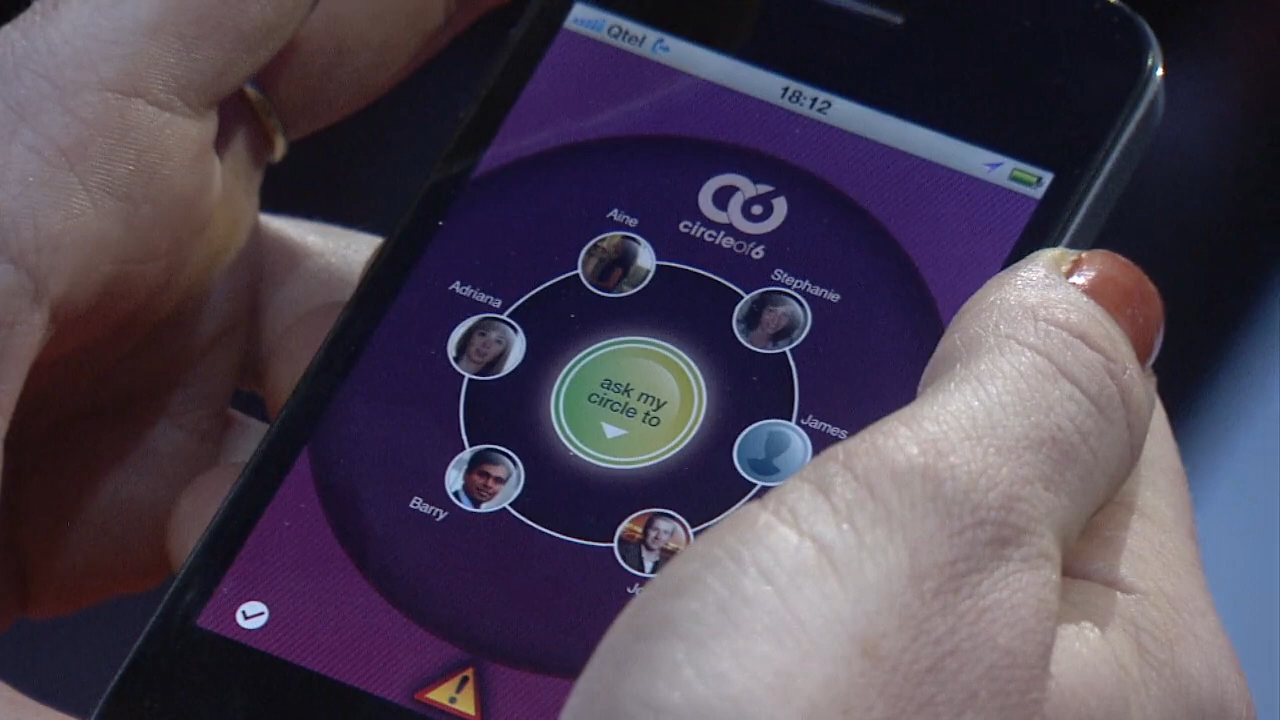 Qtel
18:12
circleof6
Aine
Stephanie
Adriana
ask my
circle to
James
Barry